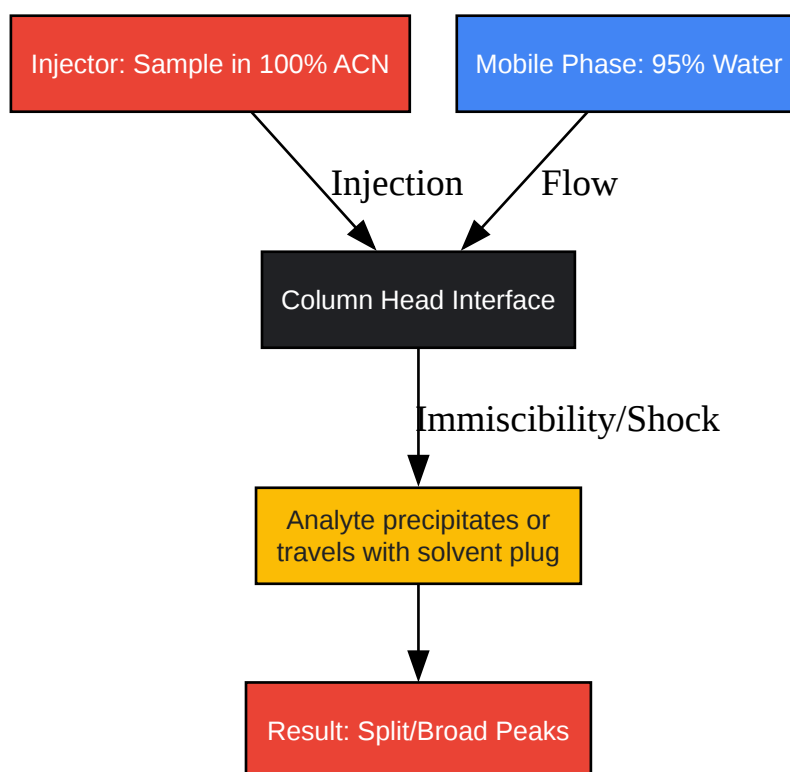 Injector: Sample in 100% ACN
Mobile Phase: 95% Water
Injection
Flow
Column Head Interface
Immiscibility/Shock
Analyte precipitates or
travels with solvent plug
Result: Split/Broad Peaks